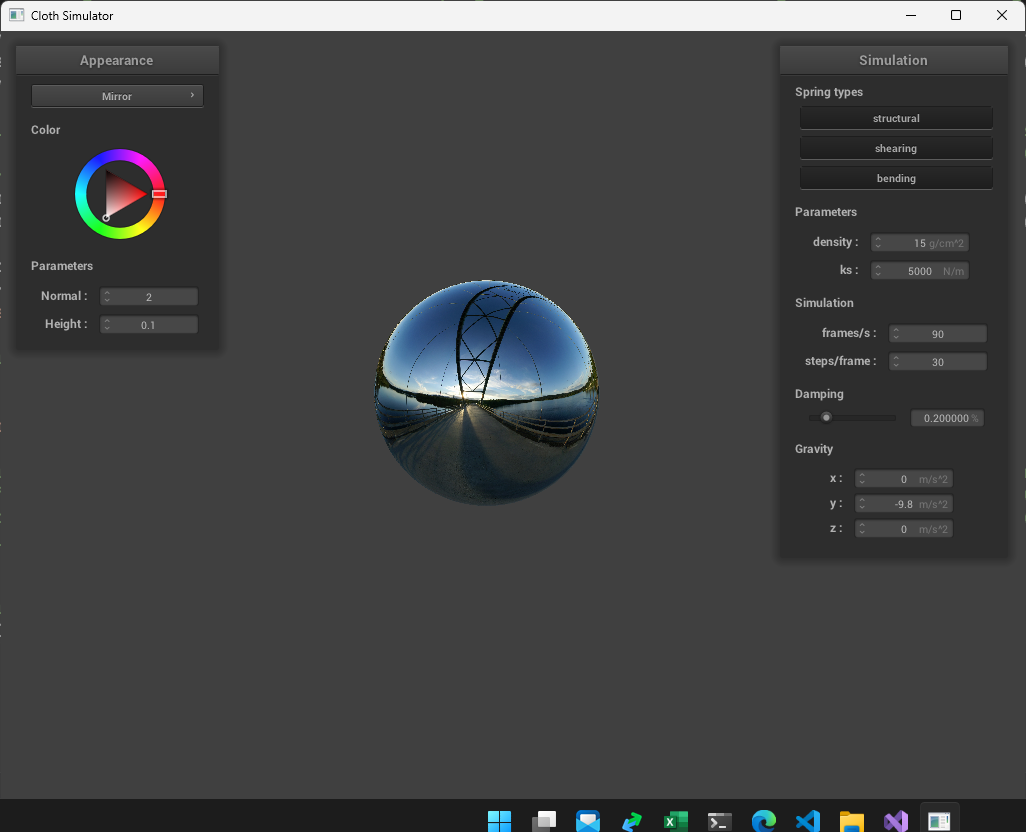 Cloth Simulator
Appearance
Mirror
Color
Parameters
Normal : 2
Height : 0.1
Simulation
Spring types
structural
shearing
bending
Parameters
density : 15 g/cm^2
ks : 5000 N/m
Simulation
frames/s : 90
steps/frame : 30
Damping
0.200000 %
Gravity
x : 0 m/s^2
y : -9.8 m/s^2
z : 0 m/s^2